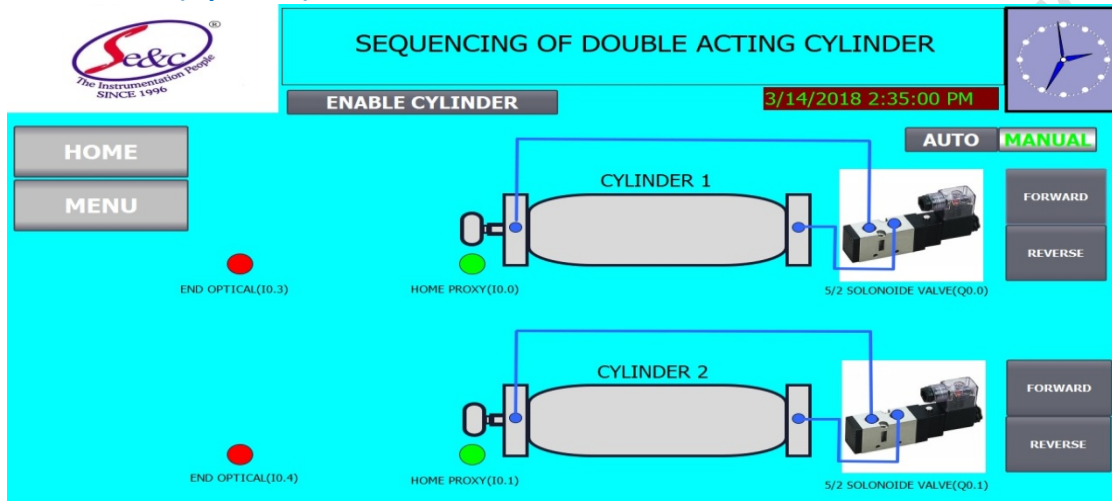 Se&c
®
The Instrumentation People
SINCE 1996
SEQUENCING OF DOUBLE ACTING CYLINDER
ENABLE CYLINDER
3/14/2018 2:35:00 PM
HOME
MENU
AUTO MANUAL
CYLINDER 1
FORWARD
REVERSE
END OPTICAL(I0.3)
HOME PROXY(I0.0)
5/2 SOLONOIDE VALVE(Q0.0)
CYLINDER 2
FORWARD
REVERSE
END OPTICAL(I0.4)
HOME PROXY(I0.1)
5/2 SOLONOIDE VALVE(Q0.1)